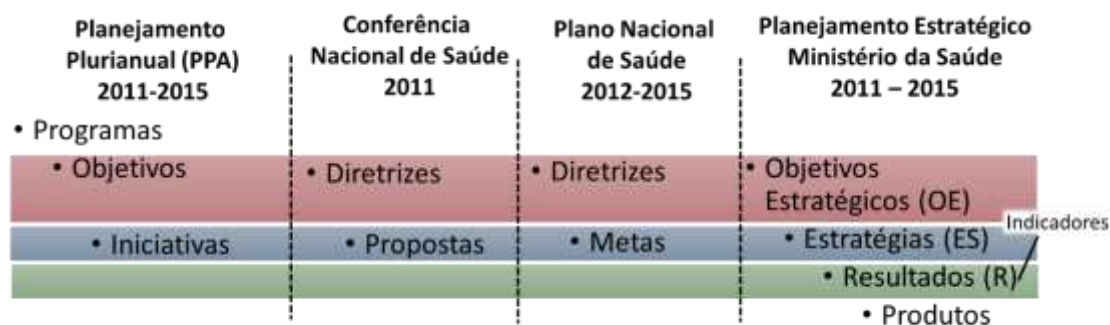 Planejamento
Plurianual (PPA)
2011-2015
Conferência
Nacional de Saúde
2011
Plano Nacional
de Saúde
2012-2015
Planejamento Estratégico
Ministério da Saúde
2011 – 2015
• Programas
• Objetivos
• Diretrizes
• Diretrizes
• Objetivos
Estratégicos (OE)
Indicadores
• Iniciativas
• Propostas
• Metas
• Estratégias (ES)
• Resultados (R)
• Produtos